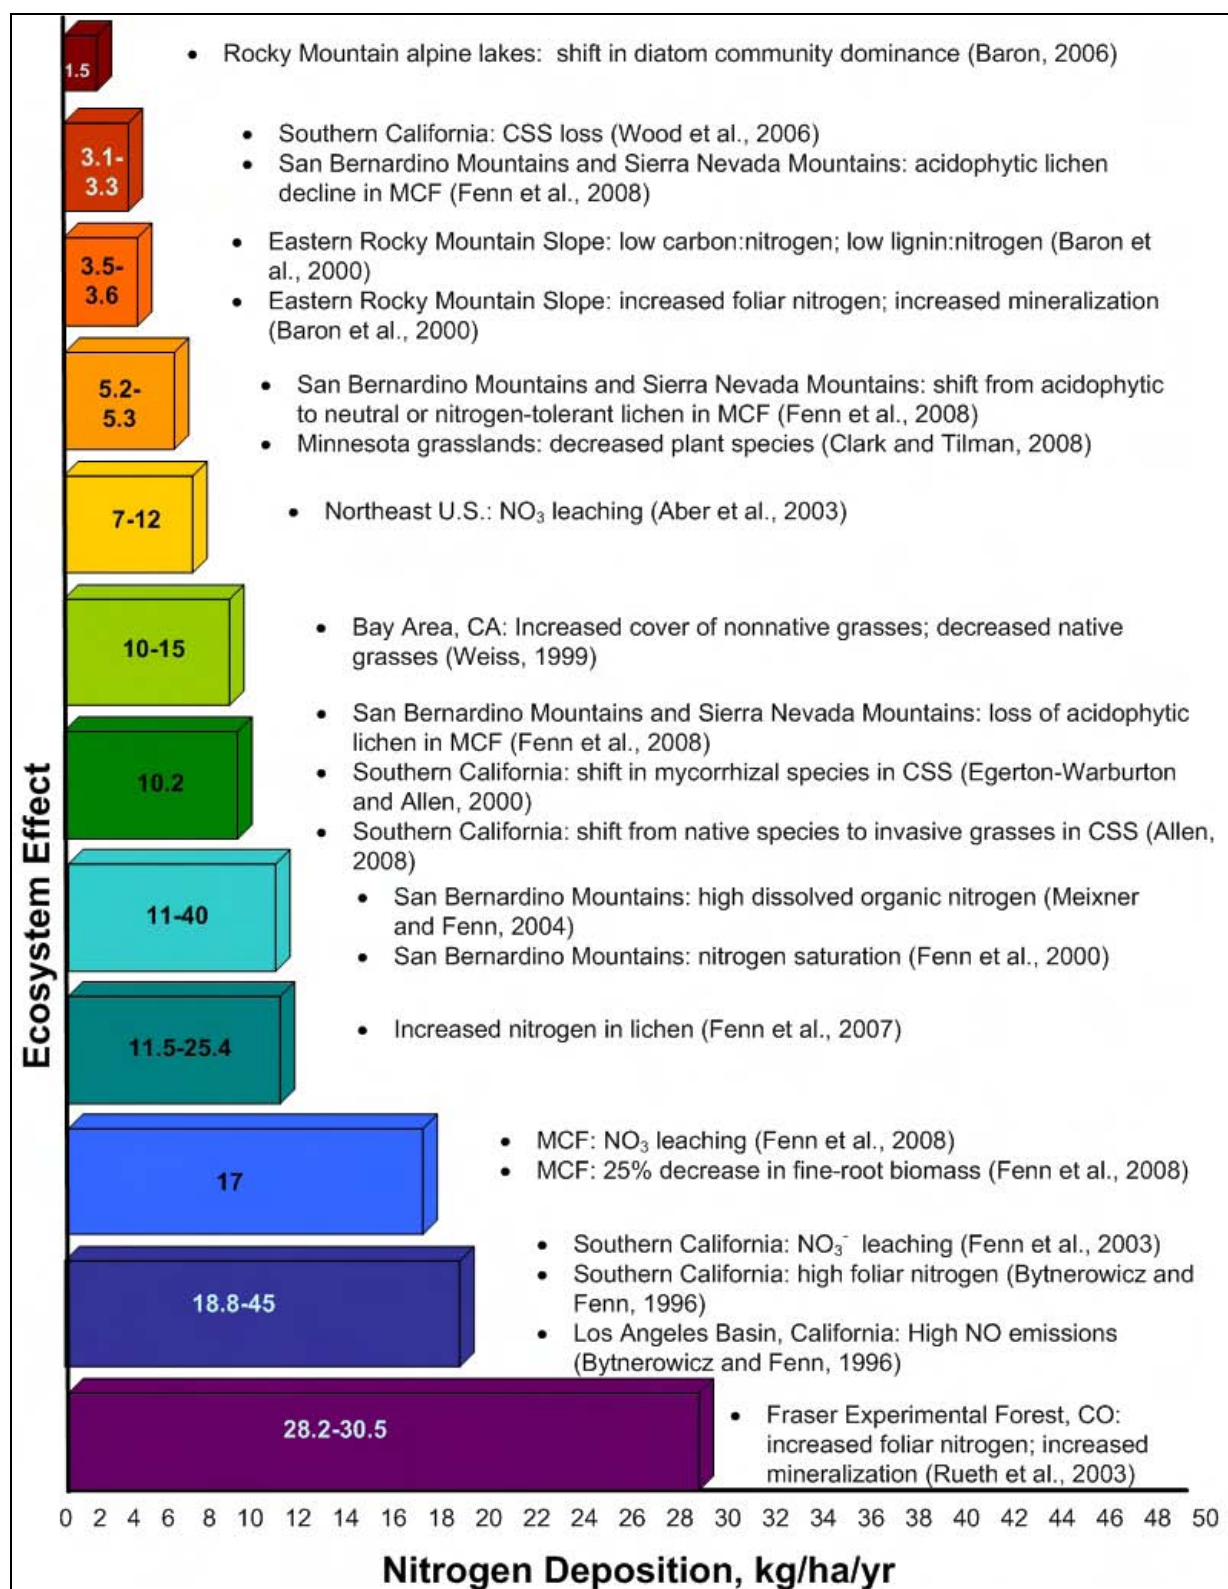 1.5
• Rocky Mountain alpine lakes: shift in diatom community dominance (Baron, 2006)
3.1-
3.3
• Southern California: CSS loss (Wood et al., 2006)
• San Bernardino Mountains and Sierra Nevada Mountains: acidophytic lichen
decline in MCF (Fenn et al., 2008)
3.5-
3.6
• Eastern Rocky Mountain Slope: low carbon:nitrogen; low lignin:nitrogen (Baron et
al., 2000)
• Eastern Rocky Mountain Slope: increased foliar nitrogen; increased mineralization
(Baron et al., 2000)
5.2-
5.3
• San Bernardino Mountains and Sierra Nevada Mountains: shift from acidophytic
to neutral or nitrogen-tolerant lichen in MCF (Fenn et al., 2008)
• Minnesota grasslands: decreased plant species (Clark and Tilman, 2008)
7-12
• Northeast U.S.: NO₃ leaching (Aber et al., 2003)
10-15
• Bay Area, CA: Increased cover of nonnative grasses; decreased native
grasses (Weiss, 1999)
10.2
• San Bernardino Mountains and Sierra Nevada Mountains: loss of acidophytic
lichen in MCF (Fenn et al., 2008)
• Southern California: shift in mycorrhizal species in CSS (Egerton-Warburton
and Allen, 2000)
• Southern California: shift from native species to invasive grasses in CSS (Allen,
2008)
11-40
• San Bernardino Mountains: high dissolved organic nitrogen (Meixner
and Fenn, 2004)
• San Bernardino Mountains: nitrogen saturation (Fenn et al., 2000)
11.5-25.4
• Increased nitrogen in lichen (Fenn et al., 2007)
17
• MCF: NO₃ leaching (Fenn et al., 2008)
• MCF: 25% decrease in fine-root biomass (Fenn et al., 2008)
18.8-45
• Southern California: NO₃⁻ leaching (Fenn et al., 2003)
• Southern California: high foliar nitrogen (Bytnerowicz and
Fenn, 1996)
• Los Angeles Basin, California: High NO emissions
(Bytnerowicz and Fenn, 1996)
28.2-30.5
• Fraser Experimental Forest, CO:
increased foliar nitrogen; increased
mineralization (Rueth et al., 2003)
Ecosystem Effect
0 2 4 6 8 10 12 14 16 18 20 22 24 26 28 30 32 34 36 38 40 42 44 46 48 50
Nitrogen Deposition, kg/ha/yr